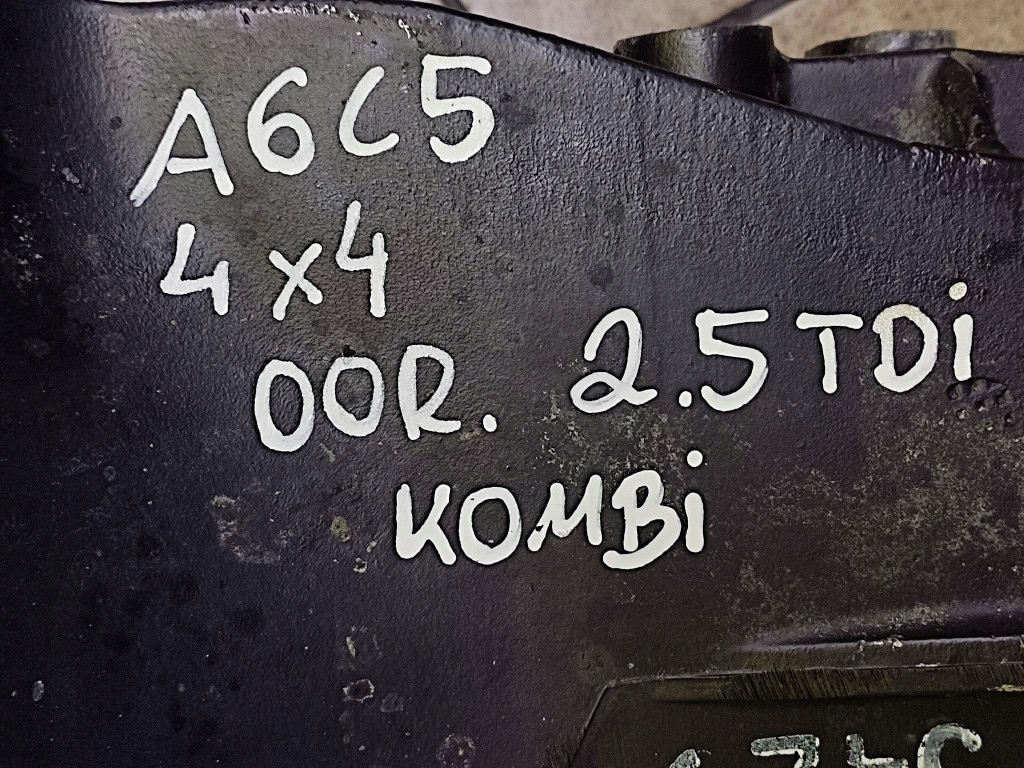 A6C5
4x4
00R. 2.5TDi
KOMBi